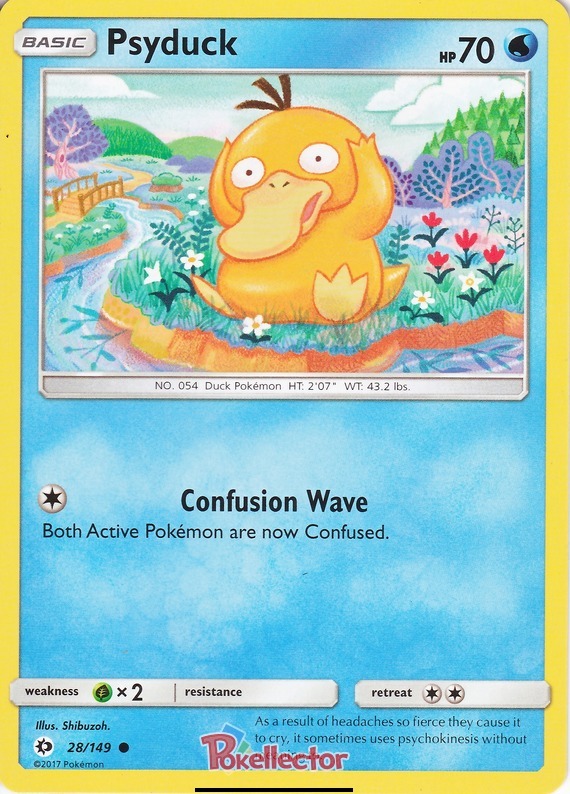 BASIC Psyduck HP 70
NO. 054 Duck Pokémon HT: 2'07" WT: 43.2 lbs.
Confusion Wave
Both Active Pokémon are now Confused.
weakness ×2 resistance retreat
Illus. Shibuzoh.
28/149
©2017 Pokémon
As a result of headaches so fierce they cause it
to cry, it sometimes uses psychokinesis without
Pokellector